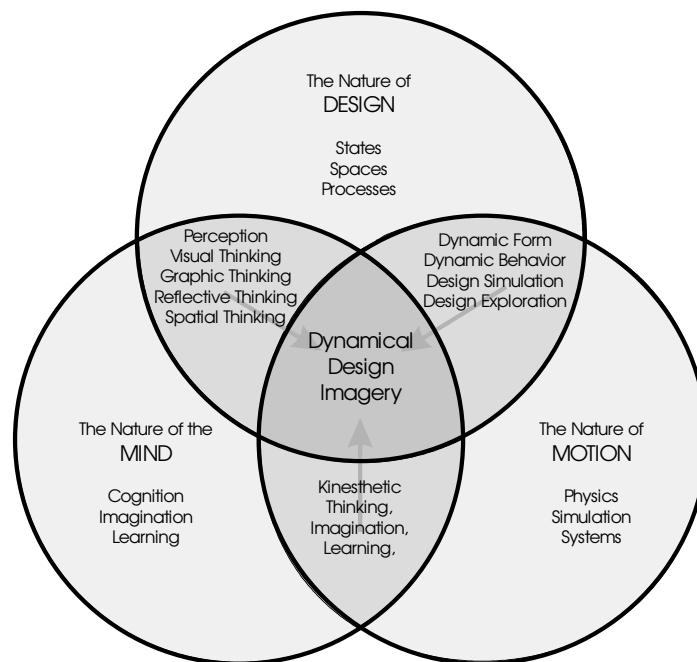 The Nature of
DESIGN
States
Spaces
Processes
Perception
Visual Thinking
Graphic Thinking
Reflective Thinking
Spatial Thinking
Dynamic Form
Dynamic Behavior
Design Simulation
Design Exploration
Dynamical
Design
Imagery
The Nature of the
MIND
Cognition
Imagination
Learning
Kinesthetic
Thinking,
Imagination,
Learning,
The Nature of
MOTION
Physics
Simulation
Systems